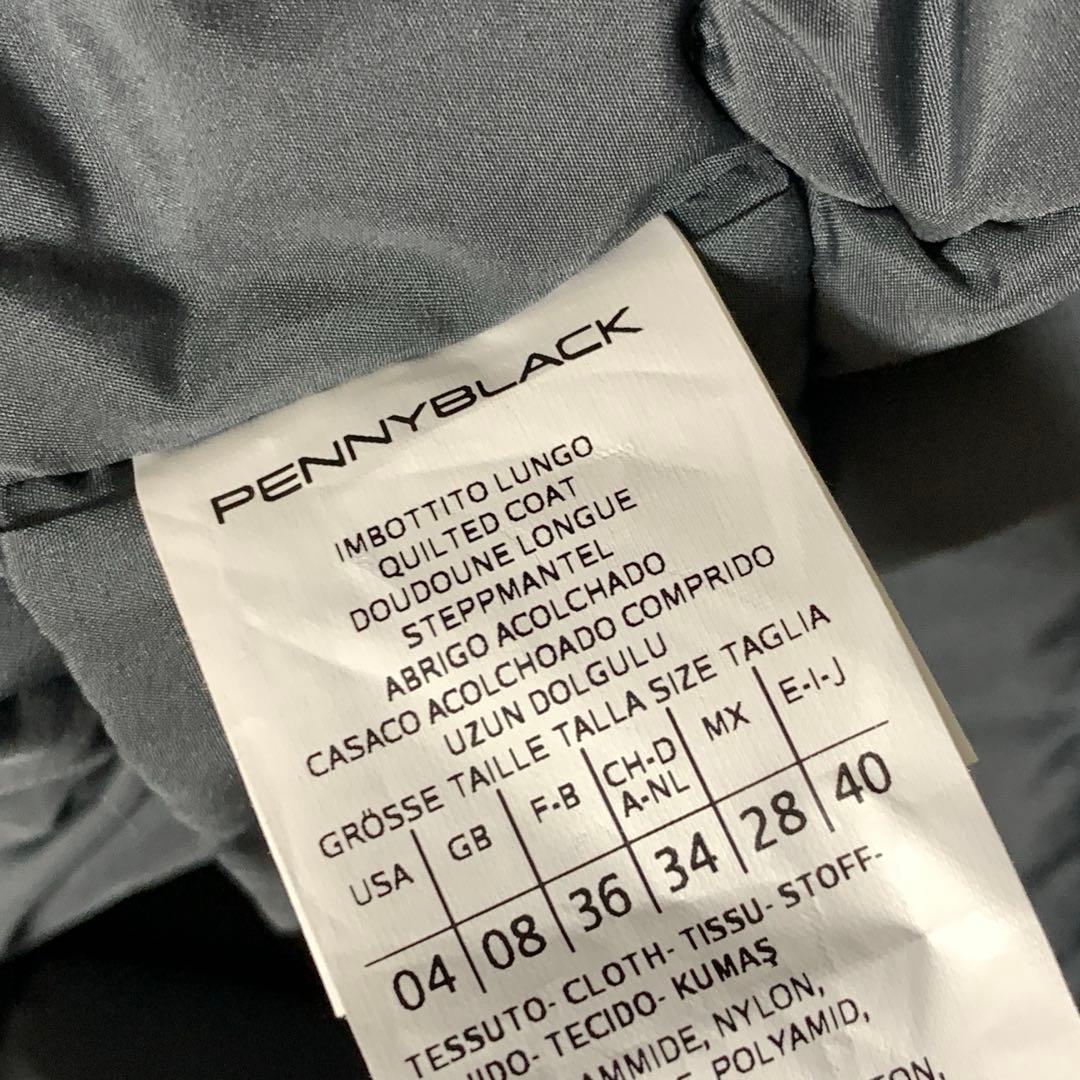 PENNYBLACK
IMBOTTITO LUNGO
QUILTED COAT
DOUDOUNE LONGUE
STEPPMANTEL
ABRIGO ACOLCHADO
CASACO ACOLCHOADO COMPRIDO
UZUN DOLGULU
GRÖSSE TAILLE TALLA SIZE TAGLIA
USA GB F-B CH-D A-NL MX E-I-J
04 08 36 34 28 40
TESSUTO- CLOTH- TISSU- STOFF-
TECIDO- KUMAŞ
NYLON,
POLYAMID,